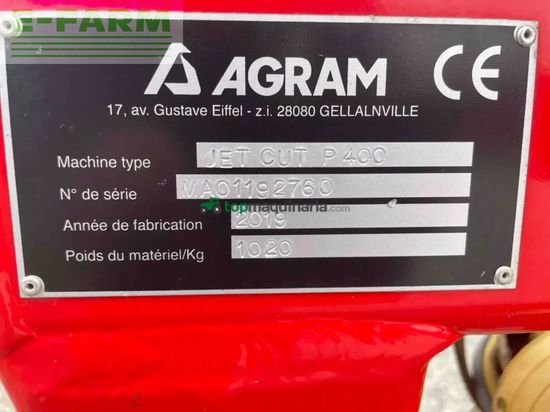 E-FARM
AGRAM CE
17, av. Gustave Eiffel - z.i. 28080 GELLALNVILLE
Machine type JET CUT P400
N° de série MA01192760
topmaquinaria.com
Année de fabrication 2019
Poids du matériel/Kg 1020